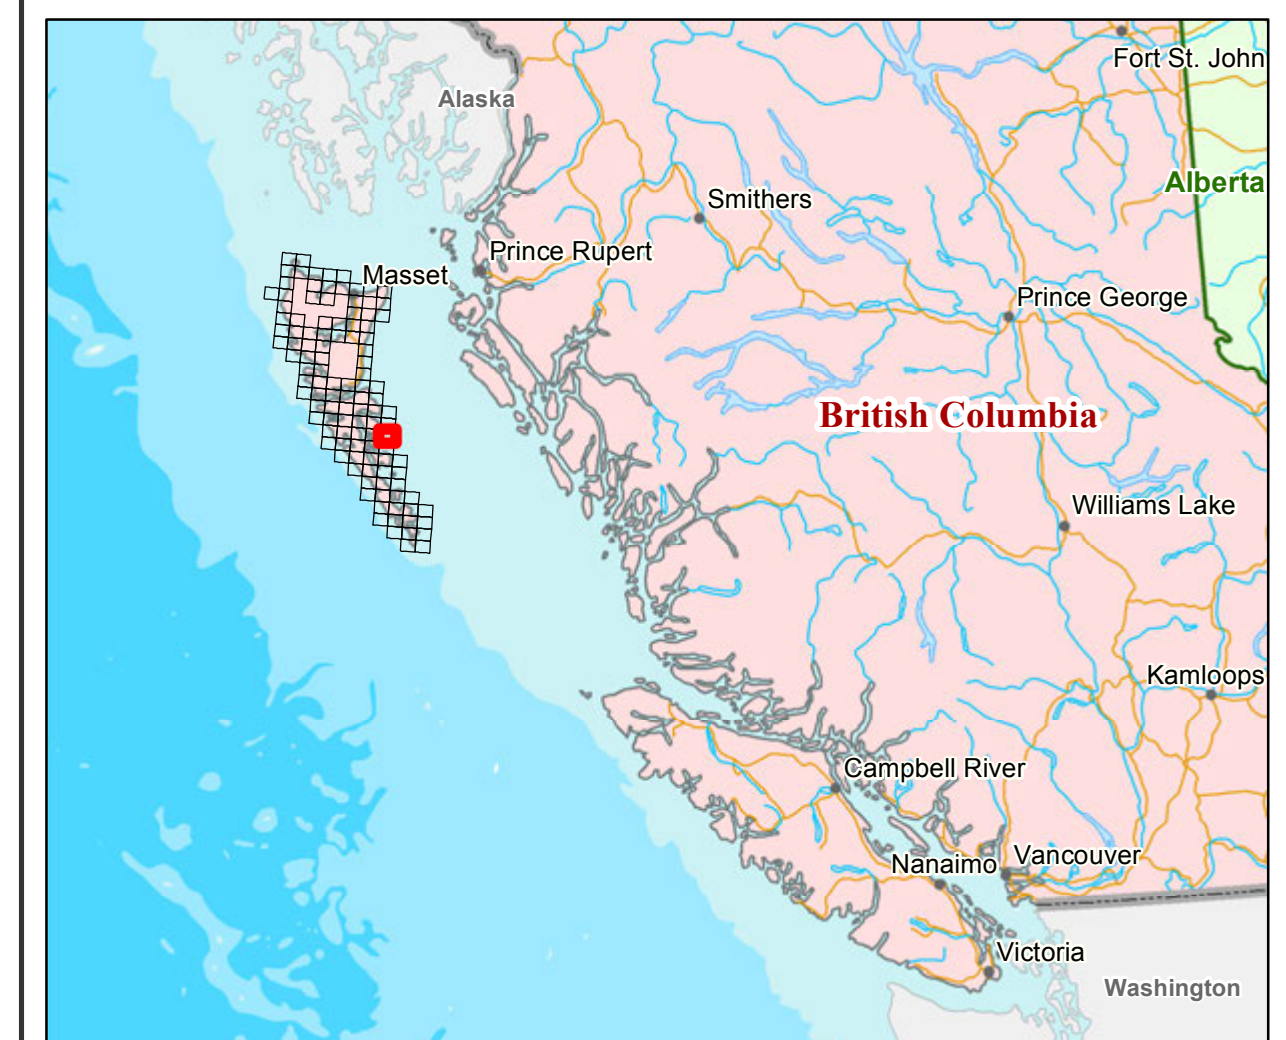 Fort St. John
Alaska
Alberta
Smithers
Prince Rupert
Masset
Prince George
British Columbia
Williams Lake
Kamloops
Campbell River
Nanaimo
Vancouver
Victoria
Washington